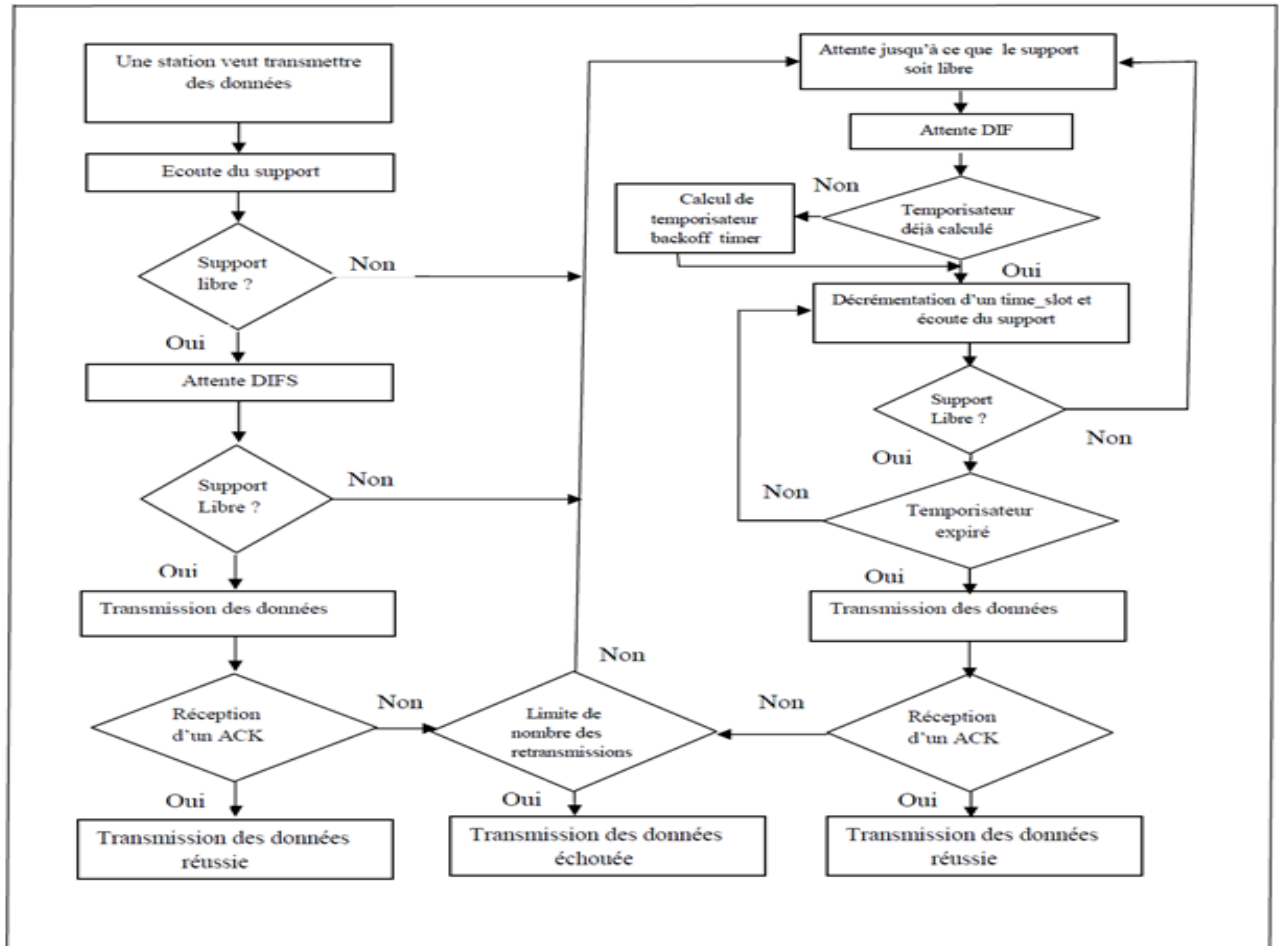 Une station veut transmettre
des données
Ecoute du support
Support
libre ?
Non
Oui
Attente DIFS
Support
Libre ?
Non
Oui
Transmission des données
Réception
d'un ACK
Non
Oui
Transmission des données
réussie
Limite de
nombre des
retransmissions
Non
Oui
Transmission des données
échouée
Attente jusqu'à ce que le support
soit libre
Attente DIF
Temporisateur
déjà calculé
Non
Calcul de
temporisateur
backoff timer
Oui
Décrémentation d'un time_slot et
écoute du support
Support
Libre ?
Non
Oui
Temporisateur
expiré
Non
Oui
Transmission des données
Réception
d'un ACK
Non
Oui
Transmission des données
réussie